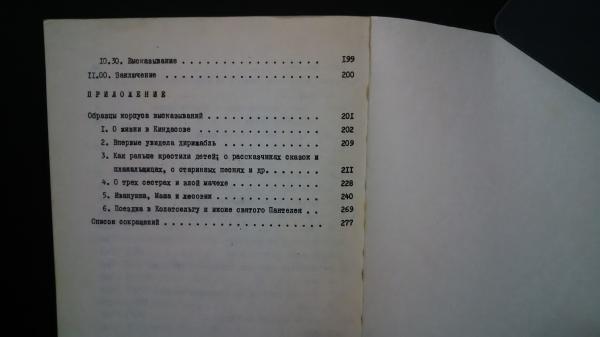 10.30. Высказывание . . . . . . . . . . . . . . . . . 199
11.00. Заключение . . . . . . . . . . . . . . . . . . . 200
ПРИЛОЖЕНИЕ
Образцы корпуса высказываний . . . . . . . . . . . . . . 201
1. О жизни в Киндасове . . . . . . . . . . . . . . . . 202
2. Впервые увидела дирижабль . . . . . . . . . . . . . 209
3. Как раньше крестили детей; о рассказчиках сказок и
плакальщицах, о старинных песнях и др. . . . . . . 211
4. О трех сестрах и злой мачехе . . . . . . . . . . . . 228
5. Иванушка, Маша и лесовик . . . . . . . . . . . . . 240
6. Поездка в Колатсельгу к иконе святого Пантелея . . 269
Список сокращений . . . . . . . . . . . . . . . . . . . . 277